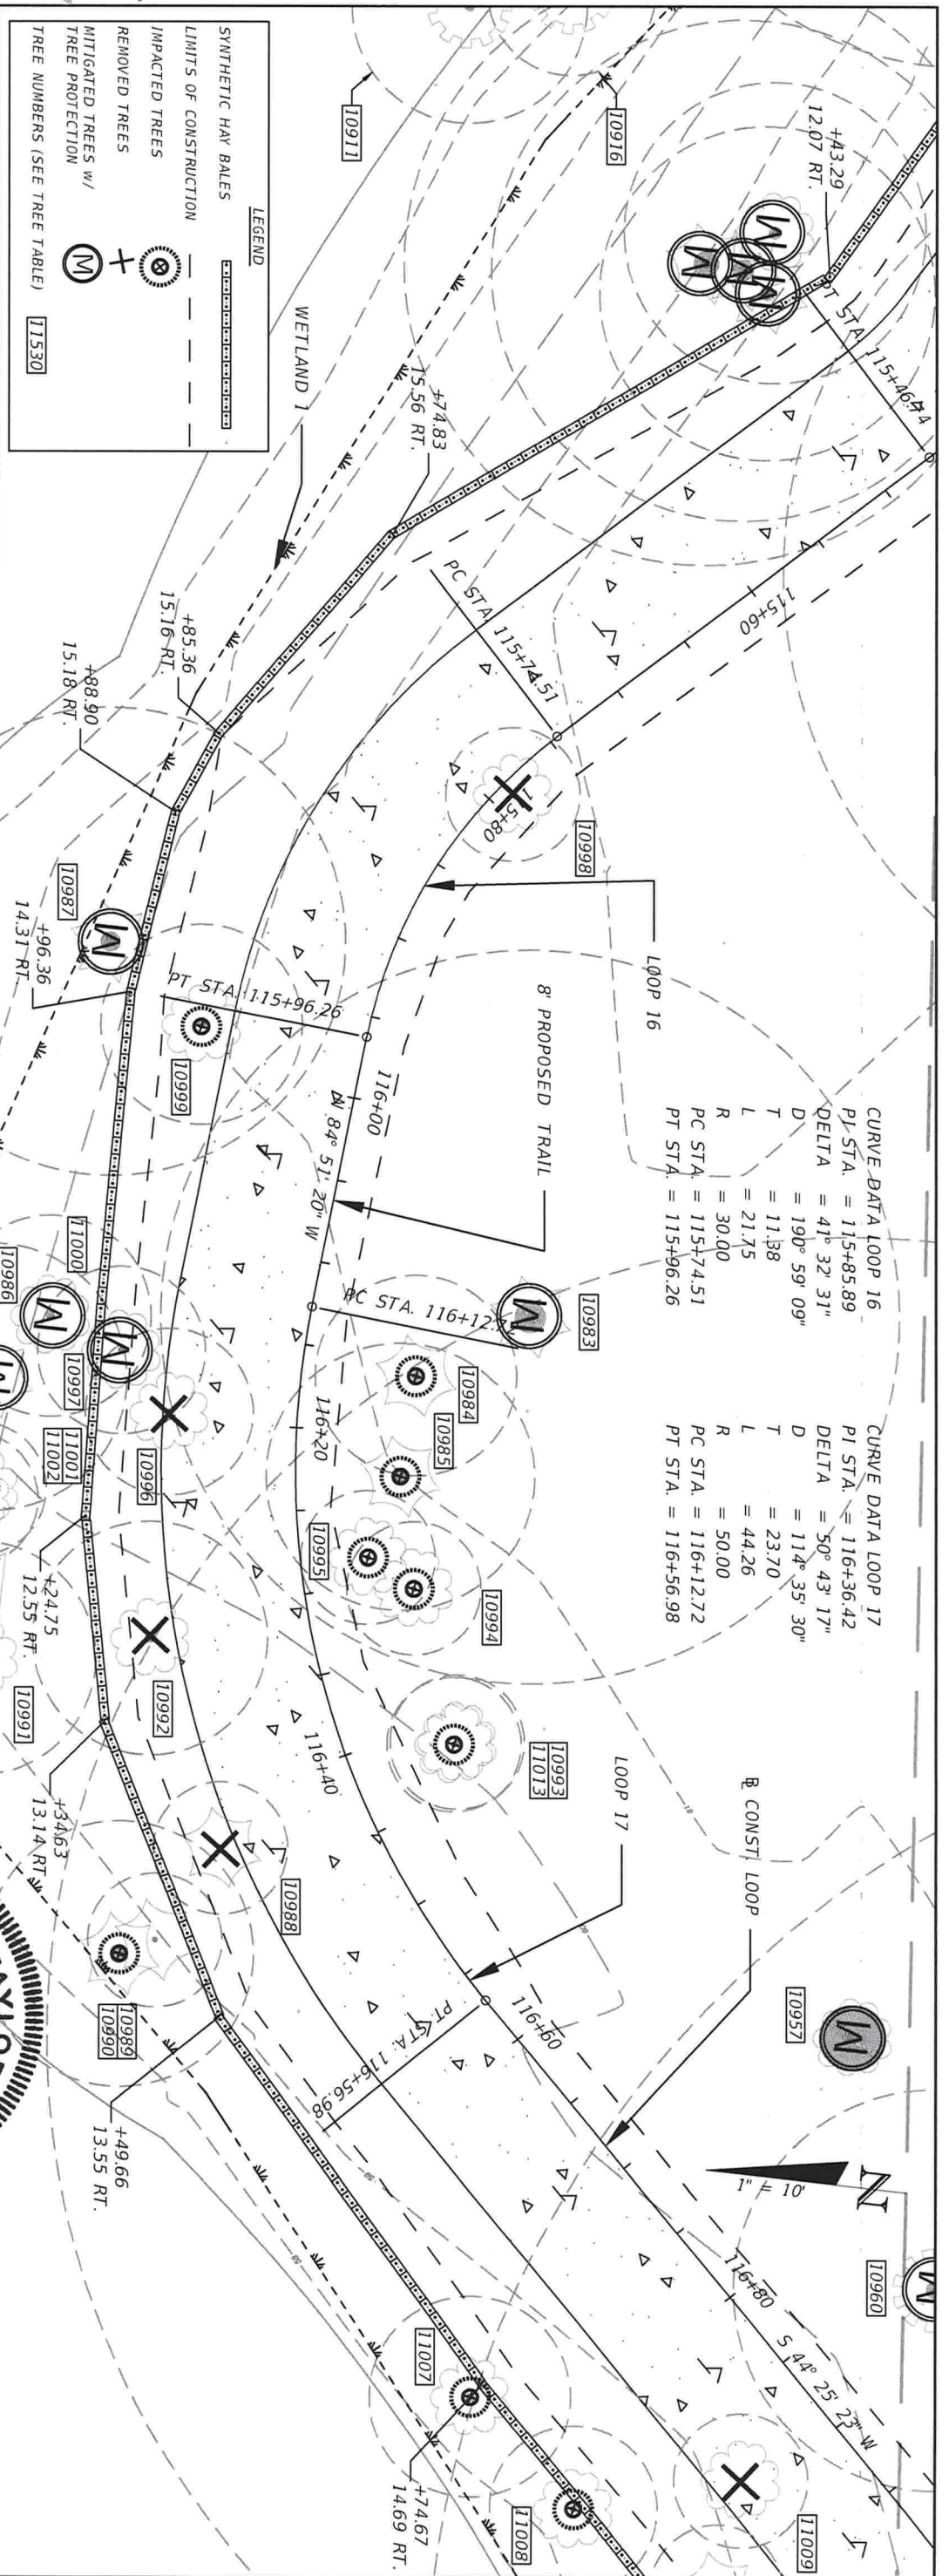 LEGEND
SYNTHETIC HAY BALES
LIMITS OF CONSTRUCTION
IMPACTED TREES
REMOVED TREES
MITIGATED TREES W/
TREE PROTECTION
M
TREE NUMBERS (SEE TREE TABLE)
11530
10911
10916
+43.29
12.07 RT.
M
M
M
M
PT STA. 115+46.74
WETLAND 1
+74.83
15.56 RT.
115+60
PC STA. 115+74.51
+85.36
15.16 RT.
+88.90
15.18 RT.
115+80
10998
LOOP 16
10987
M
+96.36
14.31 RT.
PT STA. 115+96.26
10999
116+00
8' PROPOSED TRAIL
N 84° 51' 20" W
CURVE DATA LOOP 16
PI STA. = 115+85.89
DELTA = 41° 32' 31"
D = 190° 59' 09"
T = 11.38
L = 21.75
R = 30.00
PC STA. = 115+74.51
PT STA. = 115+96.26
CURVE DATA LOOP 17
PI STA. = 116+36.42
DELTA = 50° 43' 17"
D = 114° 35' 30"
T = 23.70
L = 44.26
R = 50.00
PC STA. = 116+12.72
PT STA. = 116+56.98
10986
11000
M
M
M
10997
11001
11002
10996
PC STA. 116+12.72
M
10983
10984
10985
116+20
10995
10994
+24.75
12.55 RT.
10991
10992
10993
11013
116+40
LOOP 17
+34.63
13.14 RT.
10988
10989
10990
+49.66
13.55 RT.
PT. STA. 116+56.98
116+60
℄ CONST. LOOP
10957
M
N
1" = 10'
10960
M
116+80
S 44° 25' 23" W
11007
+74.67
14.69 RT.
11008
11009